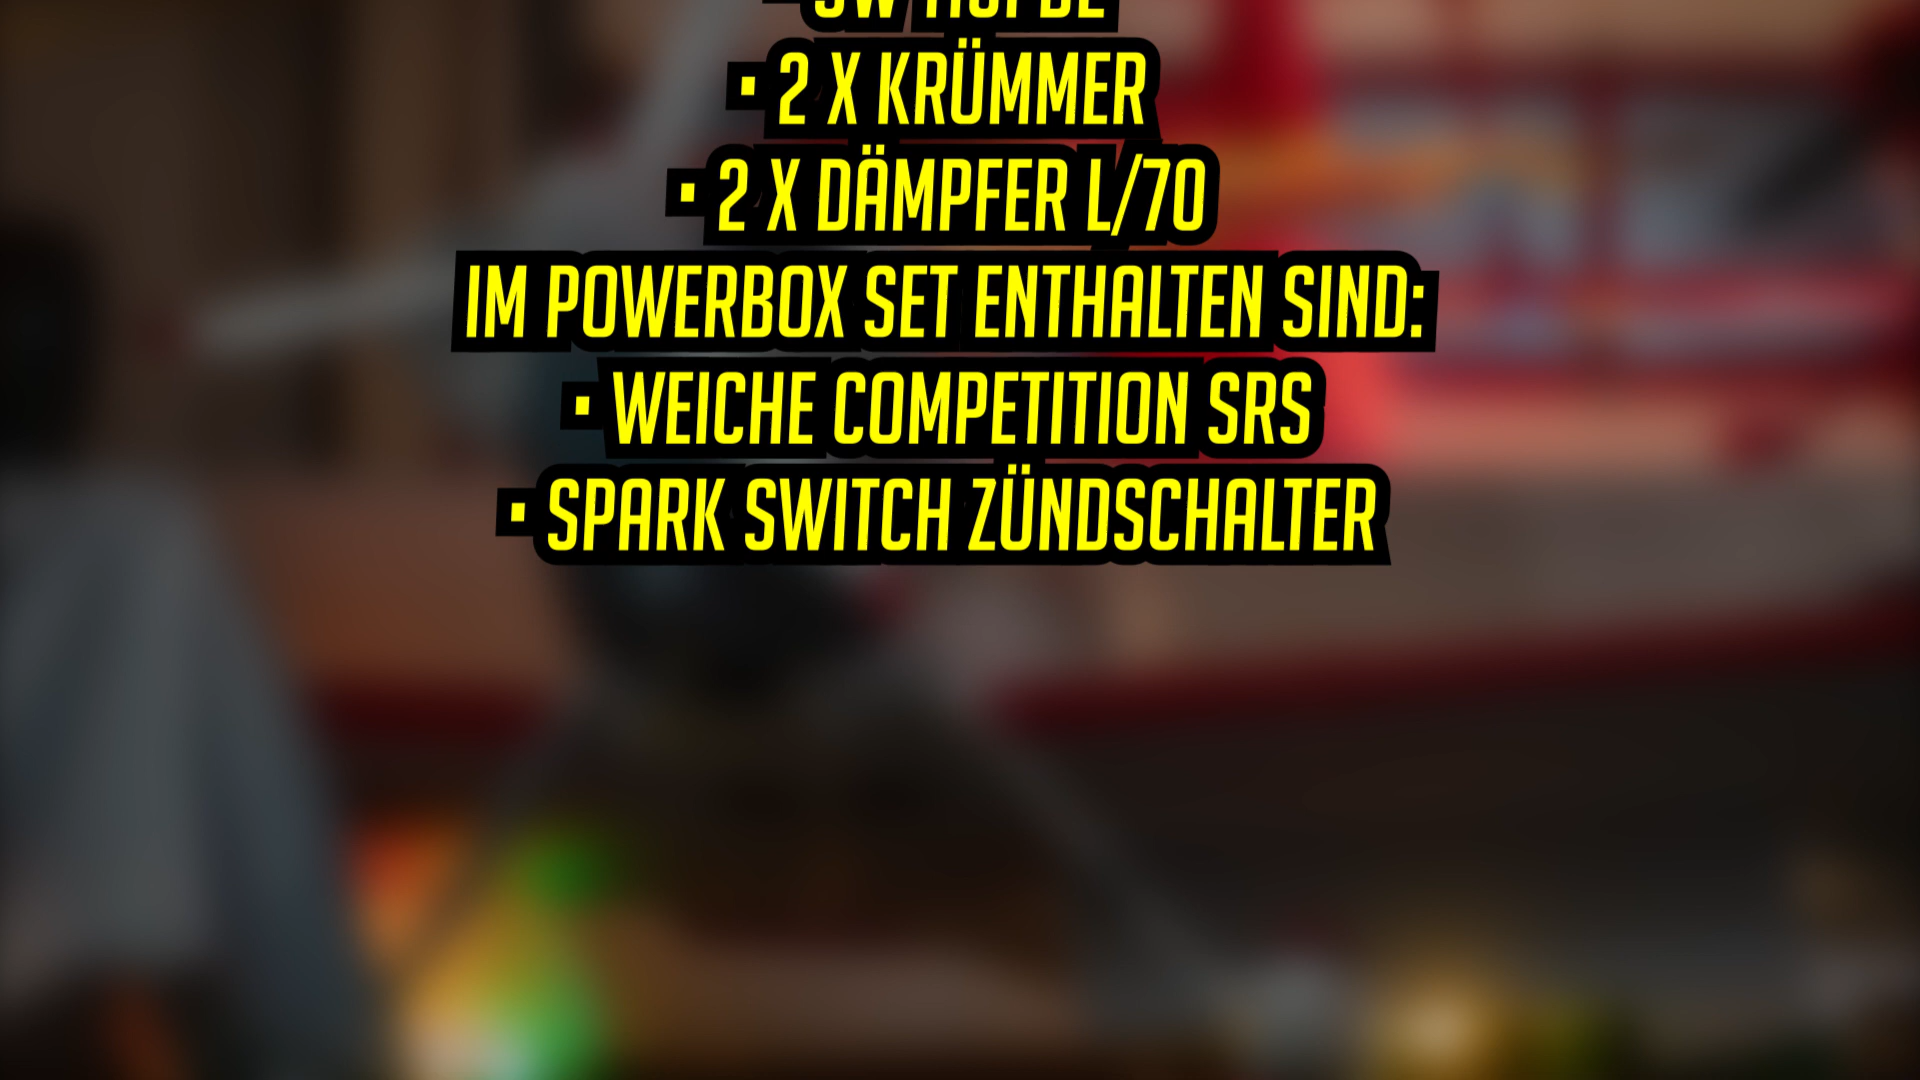 · 2 X KRÜMMER
· 2 X DÄMPFER L/70
IM POWERBOX SET ENTHALTEN SIND:
· WEICHE COMPETITION SRS
· SPARK SWITCH ZÜNDSCHALTER